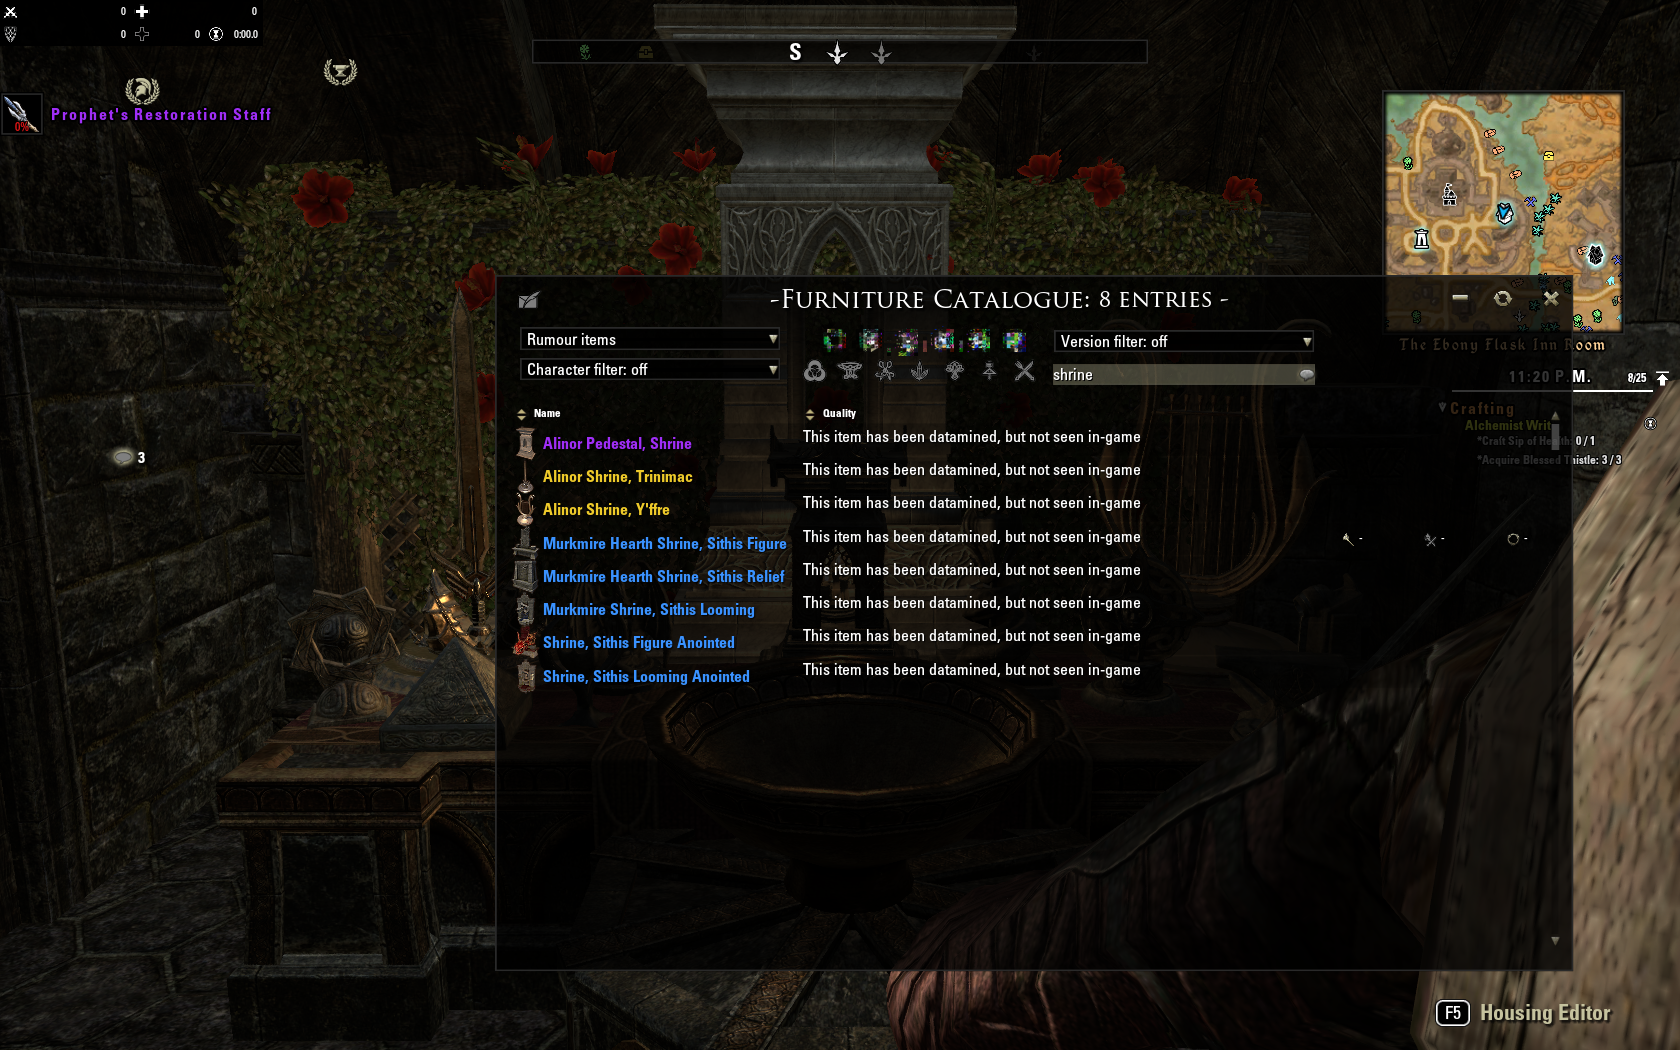 0 0
0 0 0:00.0
S
0%
Prophet's Restoration Staff
3
-Furniture Catalogue: 8 entries -
Rumour items
Version filter: off
Character filter: off
shrine
The Ebony Flask Inn Room
11:20 P.M.
8/25
Crafting
Alchemist Writ
*Craft Sip of Health: 0/1
*Acquire Blessed Thistle: 3/3
Name Quality
Alinor Pedestal, Shrine This item has been datamined, but not seen in-game
Alinor Shrine, Trinimac This item has been datamined, but not seen in-game
Alinor Shrine, Y'ffre This item has been datamined, but not seen in-game
Murkmire Hearth Shrine, Sithis Figure This item has been datamined, but not seen in-game
Murkmire Hearth Shrine, Sithis Relief This item has been datamined, but not seen in-game
Murkmire Shrine, Sithis Looming This item has been datamined, but not seen in-game
Shrine, Sithis Figure Anointed This item has been datamined, but not seen in-game
Shrine, Sithis Looming Anointed This item has been datamined, but not seen in-game
- - -
F5 Housing Editor